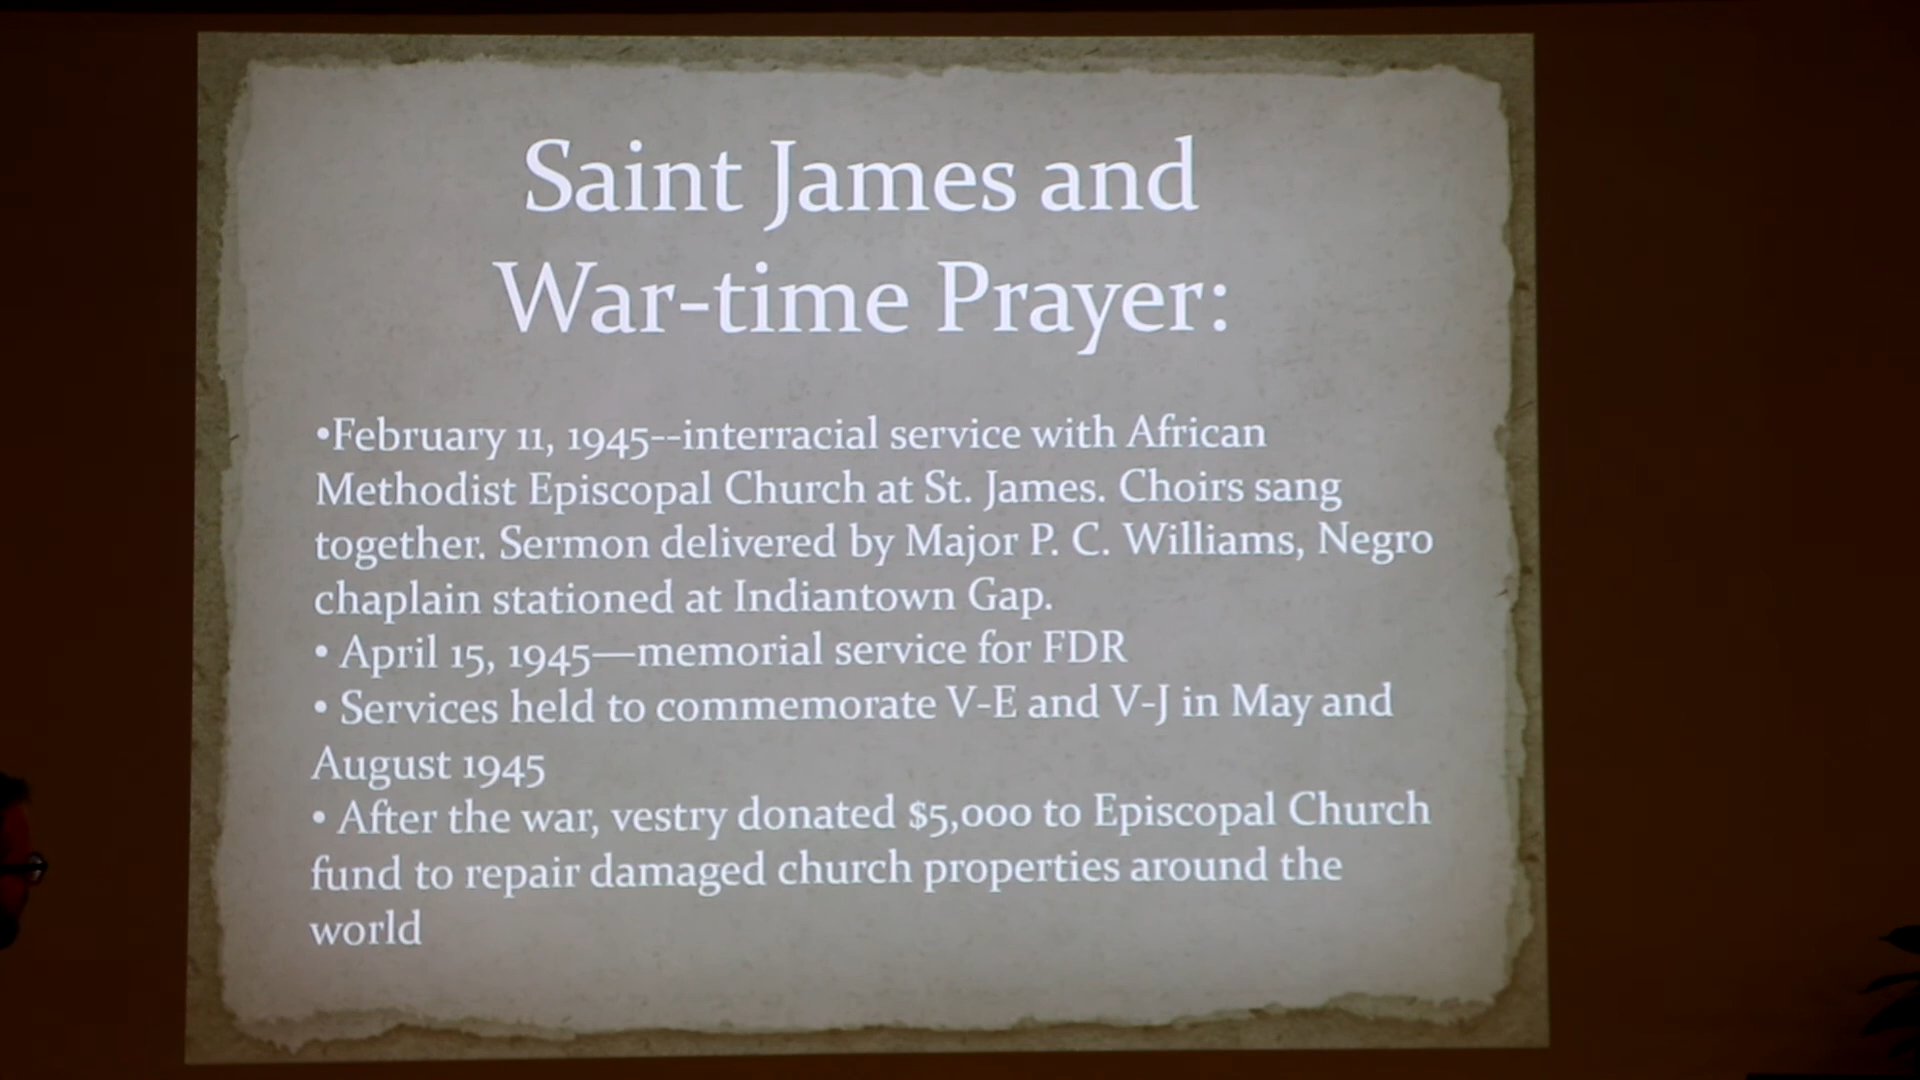 Saint James and
War-time Prayer:
•February 11, 1945--interracial service with African
Methodist Episcopal Church at St. James. Choirs sang
together. Sermon delivered by Major P. C. Williams, Negro
chaplain stationed at Indiantown Gap.
• April 15, 1945—memorial service for FDR
• Services held to commemorate V-E and V-J in May and
August 1945
• After the war, vestry donated $5,000 to Episcopal Church
fund to repair damaged church properties around the
world